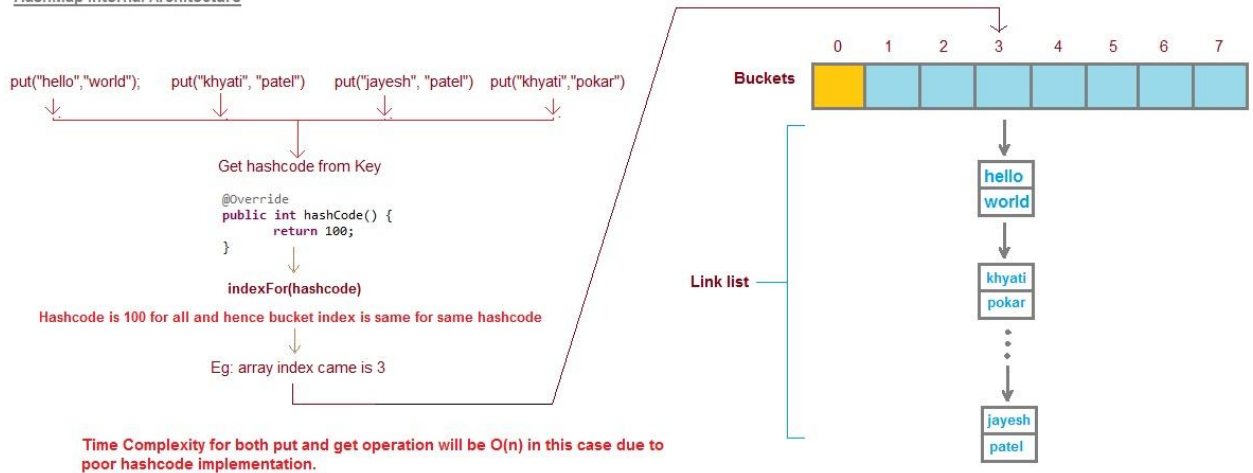 HashMap Internal Architecture
put("hello","world");
put("khyati", "patel")
put("jayesh", "patel")
put("khyati","pokar")
Get hashcode from Key
@Override
public int hashCode() {
return 100;
}
indexFor(hashcode)
Hashcode is 100 for all and hence bucket index is same for same hashcode
Eg: array index came is 3
Time Complexity for both put and get operation will be O(n) in this case due to
poor hashcode implementation.
0 1 2 3 4 5 6 7
Buckets
Link list
hello
world
khyati
pokar
jayesh
patel